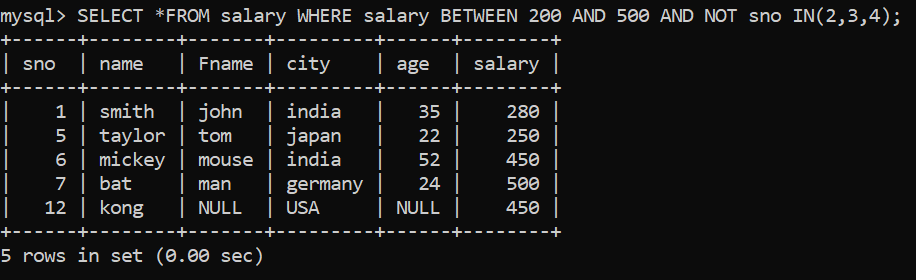 mysql> SELECT *FROM salary WHERE salary BETWEEN 200 AND 500 AND NOT sno IN(2,3,4);
+------+--------+-------+---------+------+--------+
| sno  | name   | Fname | city    | age  | salary |
+------+--------+-------+---------+------+--------+
|    1 | smith  | john  | india   |   35 |    280 |
|    5 | taylor | tom   | japan   |   22 |    250 |
|    6 | mickey | mouse | india   |   52 |    450 |
|    7 | bat    | man   | germany |   24 |    500 |
|   12 | kong   | NULL  | USA     | NULL |    450 |
+------+--------+-------+---------+------+--------+
5 rows in set (0.00 sec)